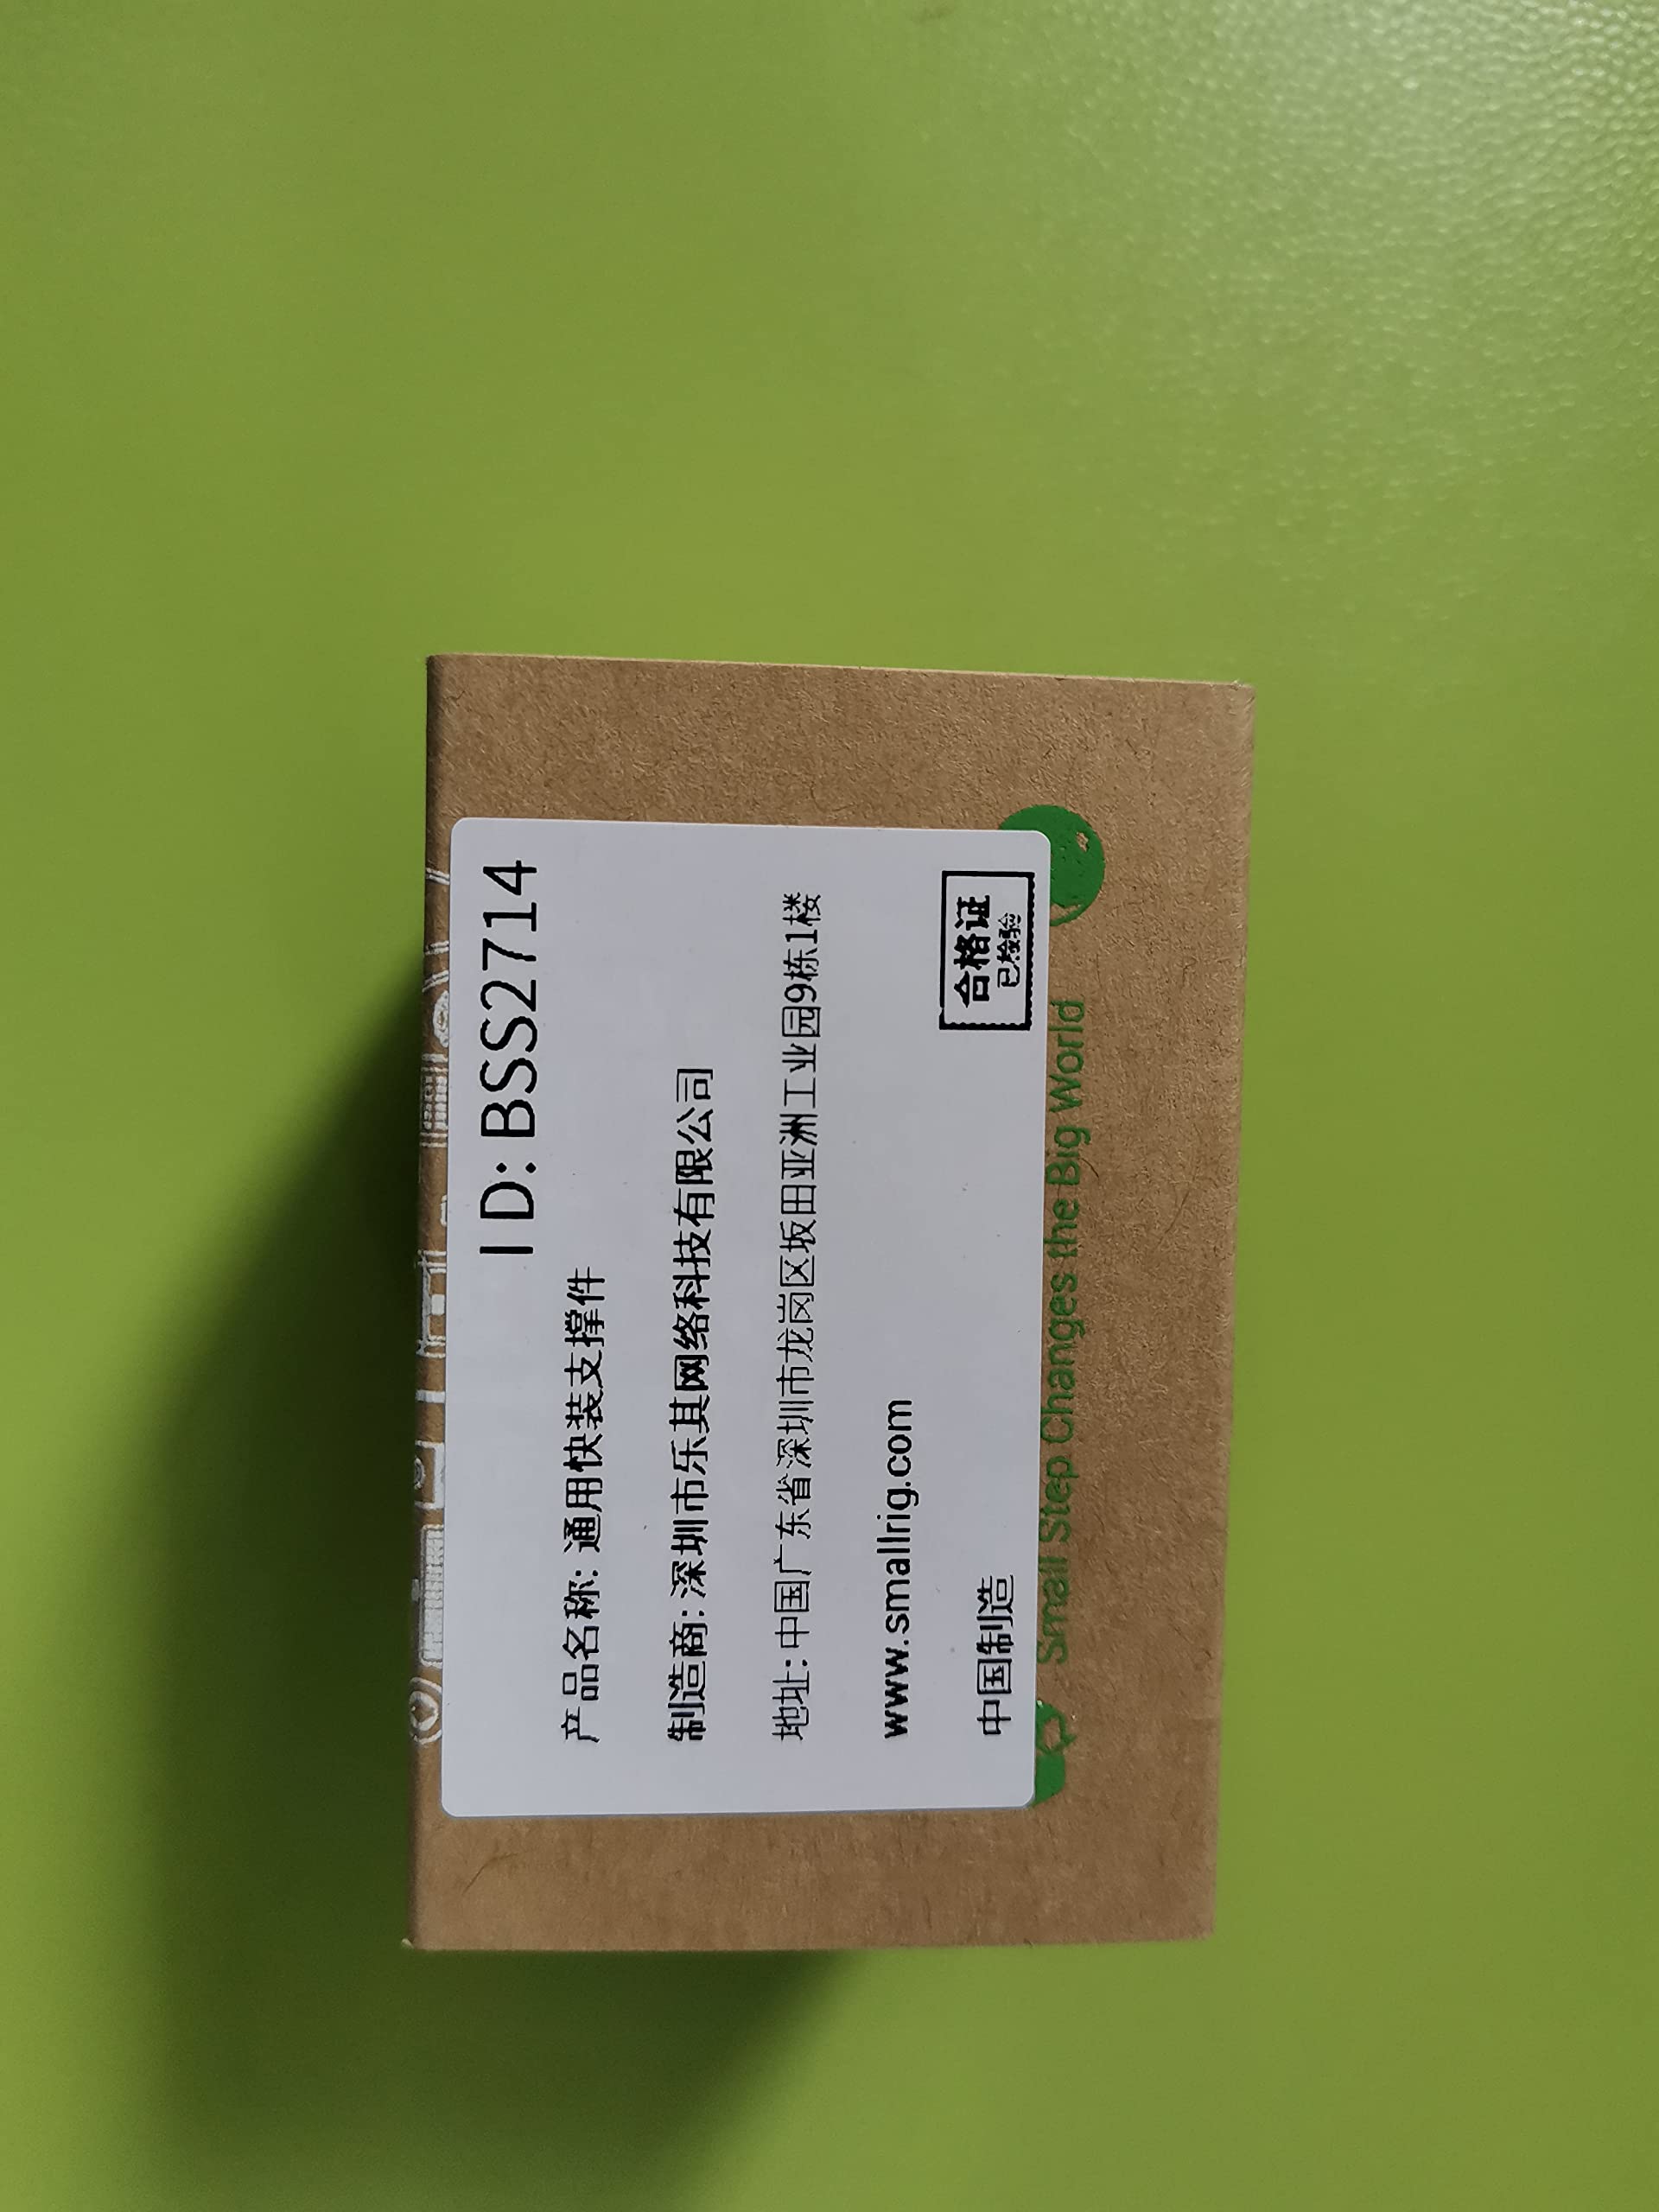 ID: BSS2714
产品名称: 通用快装支撑件
制造商: 深圳市乐其网络科技有限公司
地址: 中国广东省深圳市龙岗区坂田亚洲工业园9栋1楼
www.smallrig.com
中国制造
合格证
已检验
Small Step Changes the Big World